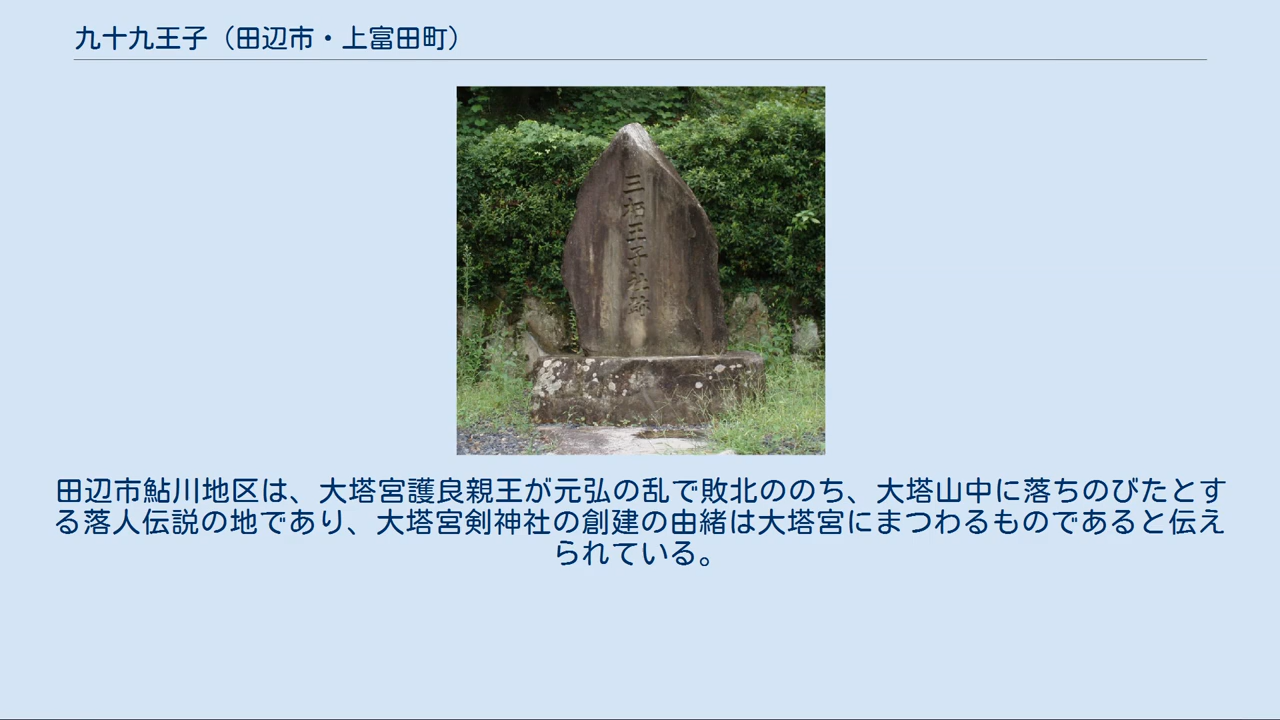 九十九王子（田辺市・上富田町）
三栖王子社跡
田辺市鮎川地区は、大塔宮護良親王が元弘の乱で敗北ののち、大塔山中に落ちのびたとす
る落人伝説の地であり、大塔宮剣神社の創建の由緒は大塔宮にまつわるものであると伝え
られている。